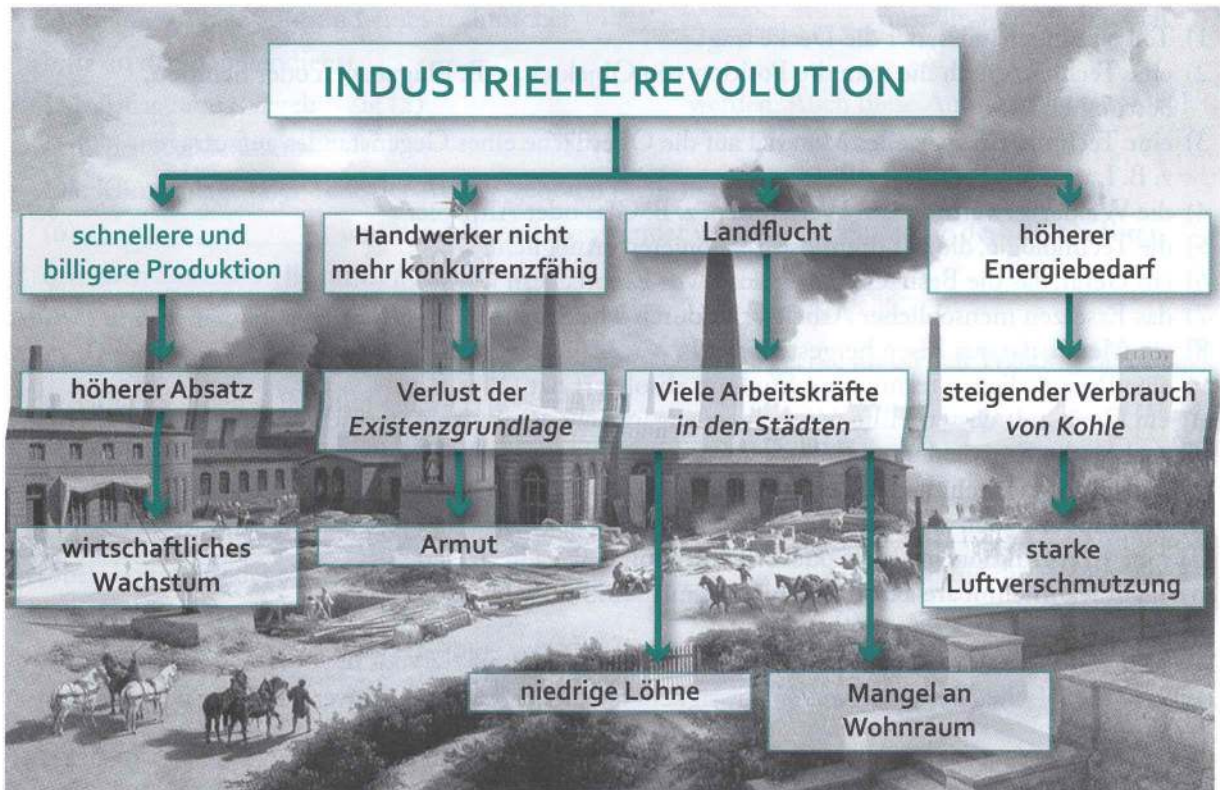 INDUSTRIELLE REVOLUTION
schnellere und
billigere Produktion
Handwerker nicht
mehr konkurrenzfähig
Landflucht
höherer
Energiebedarf
höherer Absatz
Verlust der
Existenzgrundlage
Viele Arbeitskräfte
in den Städten
steigender Verbrauch
von Kohle
wirtschaftliches
Wachstum
Armut
starke
Luftverschmutzung
niedrige Löhne
Mangel an
Wohnraum